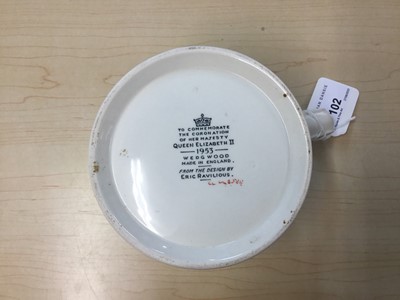 TO COMMEMORATE
THE CORONATION
OF HER MAJESTY
QUEEN ELIZABETH II
1953
WEDGWOOD
MADE IN ENGLAND.
FROM THE DESIGN BY
ERIC RAVILIOUS.
102